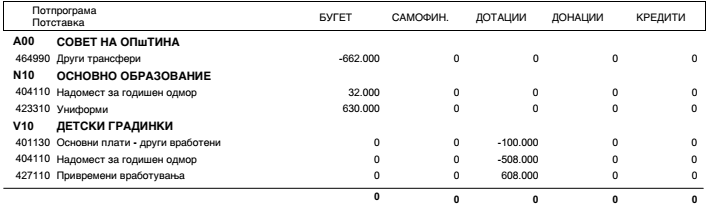 Потпрограма
Потставка БУГЕТ САМОФИН. ДОТАЦИИ ДОНАЦИИ КРЕДИТИ
А00 СОВЕТ НА ОПшТИНА
464990 Други трансфери -662.000 0 0 0 0
N10 ОСНОВНО ОБРАЗОВАНИЕ
404110 Надомест за годишен одмор 32.000 0 0 0 0
423310 Униформи 630.000 0 0 0 0
V10 ДЕТСКИ ГРАДИНКИ
401130 Основни плати - други вработени 0 0 -100.000 0 0
404110 Надомест за годишен одмор 0 0 -508.000 0 0
427110 Привремени вработувања 0 0 608.000 0 0
0 0 0 0 0